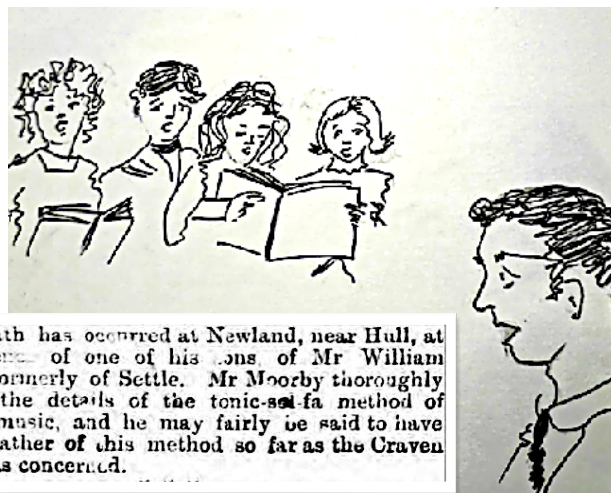 ath has occurred at Newland, near Hull, at
of one of his sons, of Mr William
ormerly of Settle. Mr Moorby thoroughly
the details of the tonic-sol-fa method of
music, and he may fairly be said to have
ather of this method so far as the Craven
s concerned.